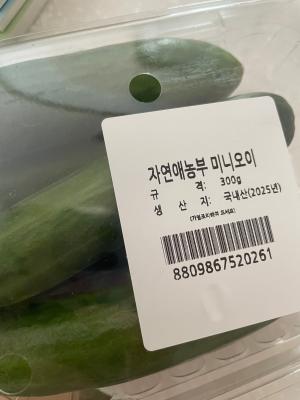 자연애농부 미니오이
규 격: 300g
생 산 지: 국내산(2025년)
8809867520261